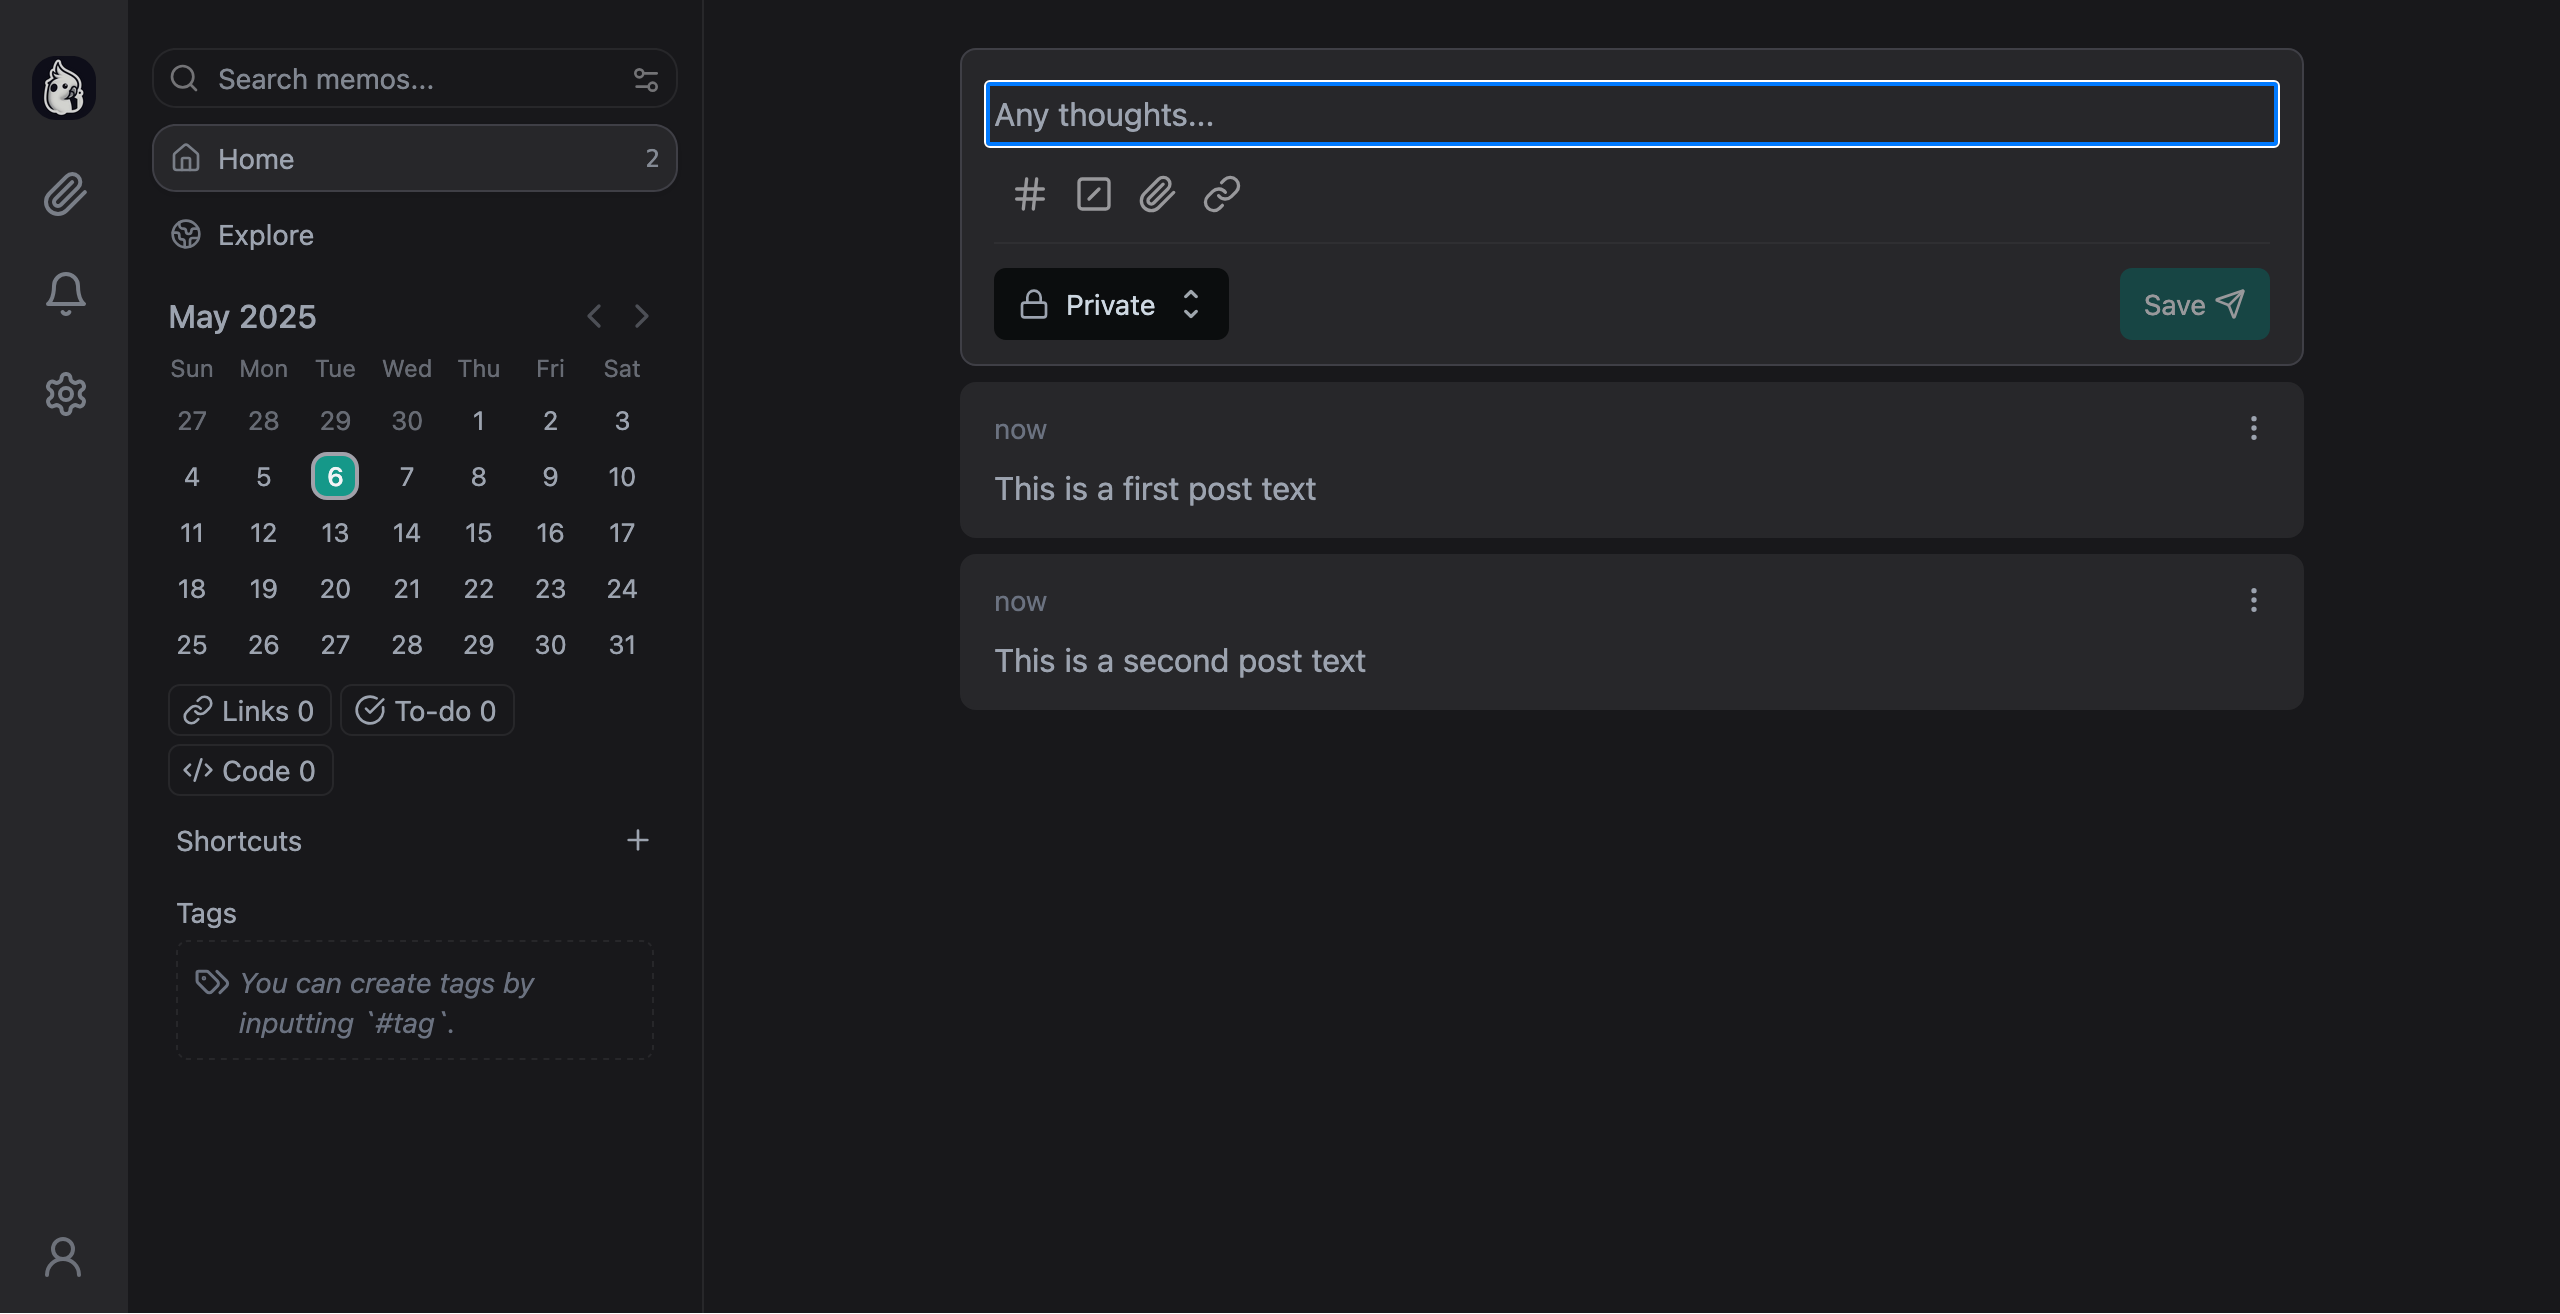 Search memos...
Home 2
Explore
May 2025
Sun Mon Tue Wed Thu Fri Sat
27 28 29 30 1 2 3
4 5 6 7 8 9 10
11 12 13 14 15 16 17
18 19 20 21 22 23 24
25 26 27 28 29 30 31
Links 0 To-do 0
Code 0
Shortcuts
Tags
You can create tags by
inputting `#tag`.
Any thoughts...
Private
Save
now
This is a first post text
now
This is a second post text